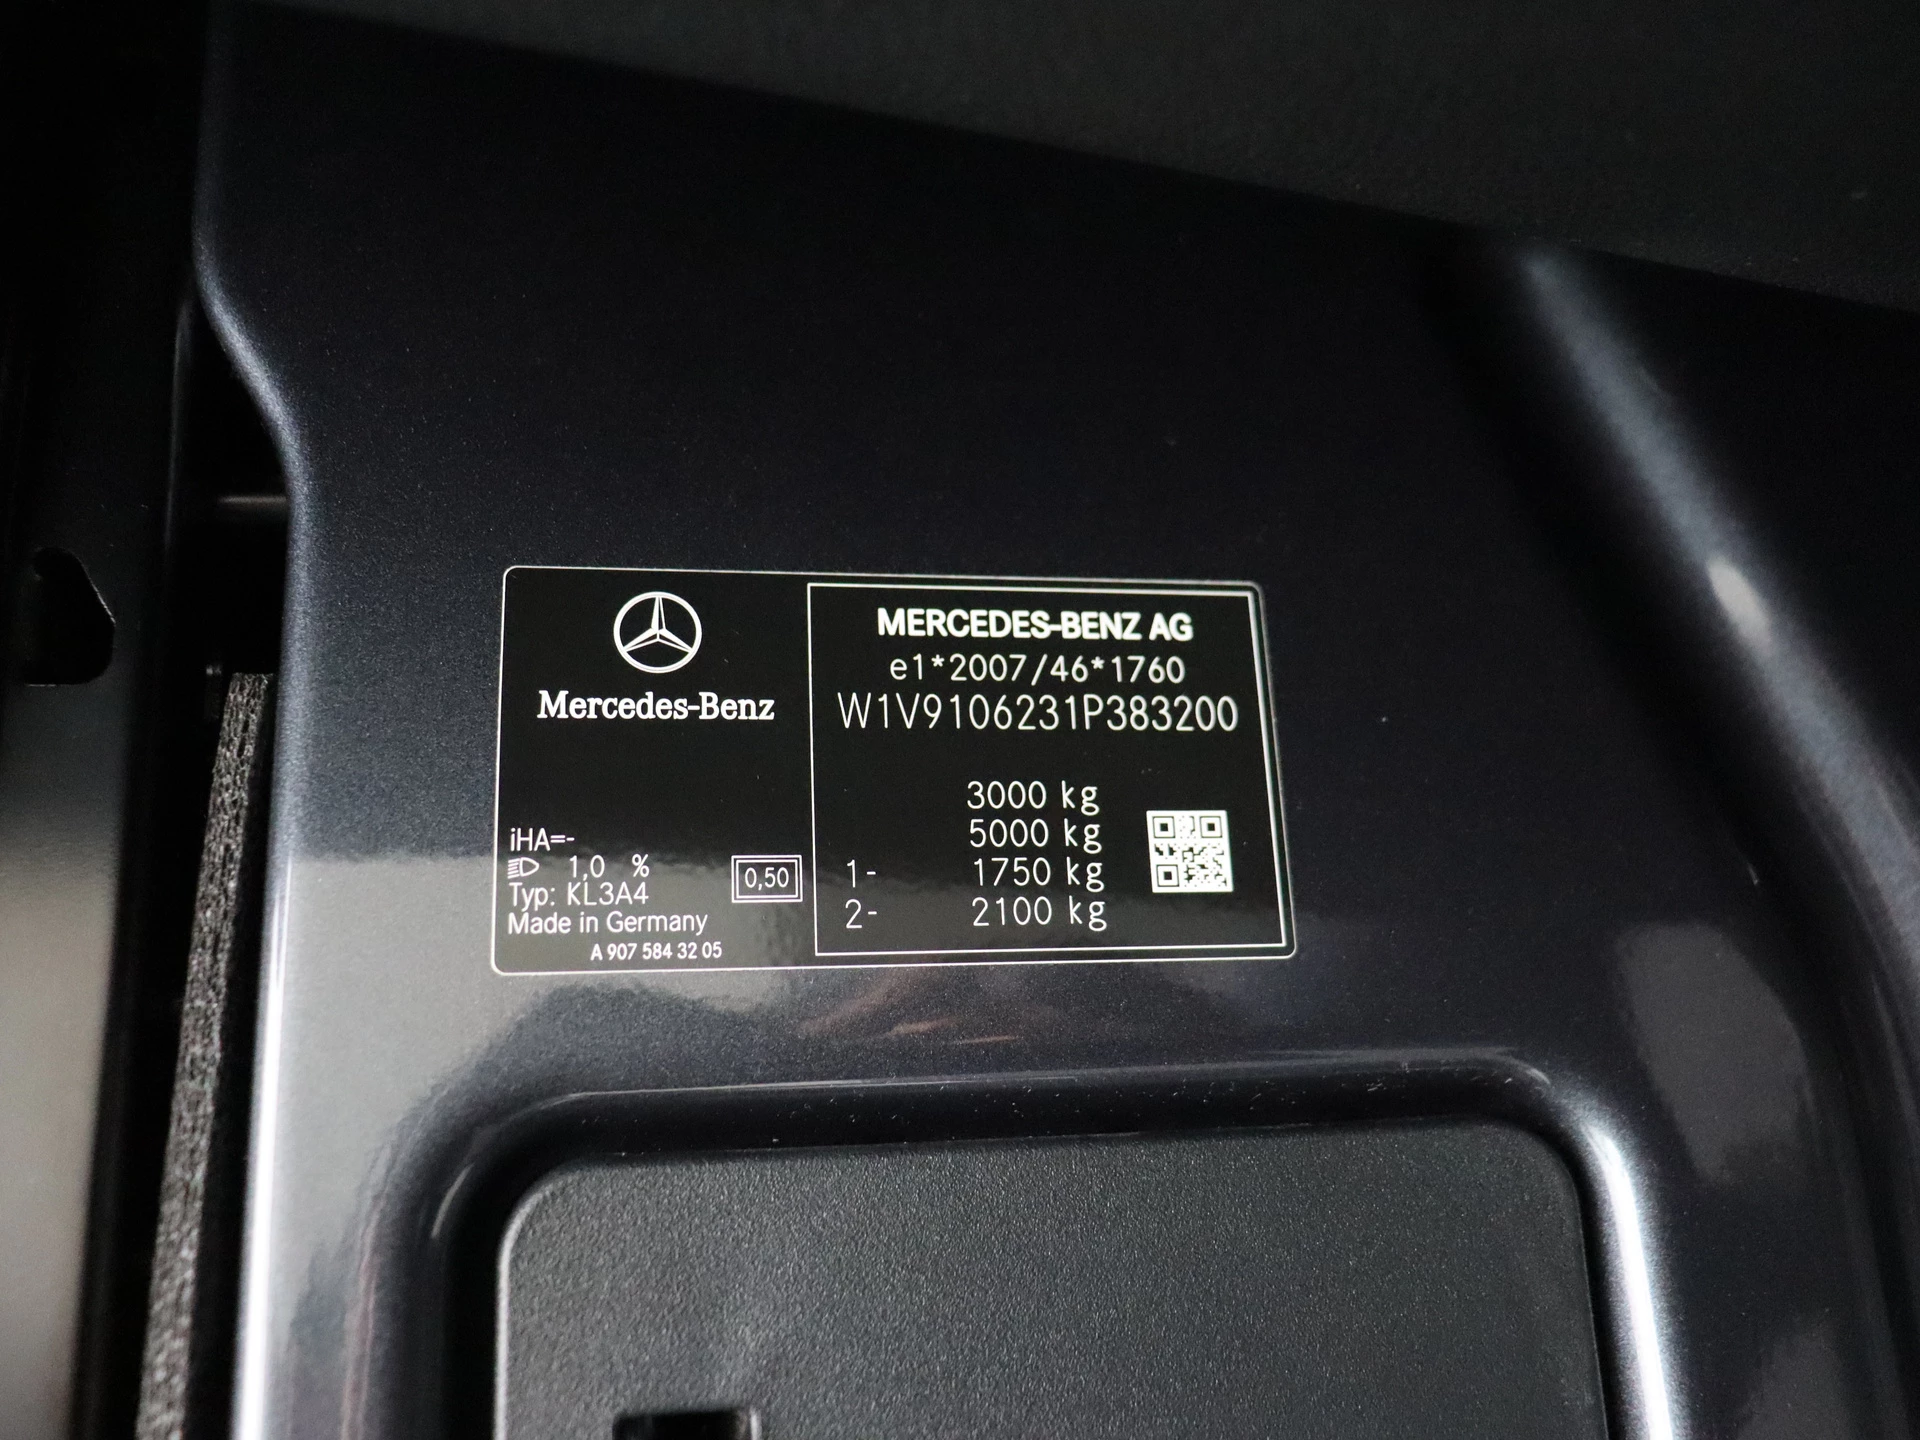 Mercedes-Benz
iHA=-
1,0 %
Typ: KL3A4
Made in Germany
A 907 584 32 05
0,50
MERCEDES-BENZ AG
e1*2007/46*1760
W1V9106231P383200
3000 kg
5000 kg
1- 1750 kg
2- 2100 kg